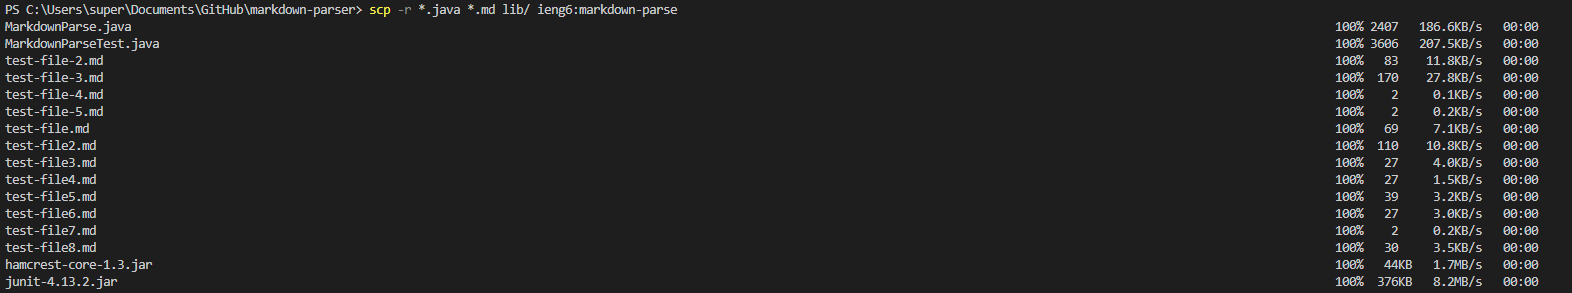 PS C:\Users\super\Documents\GitHub\markdown-parser> scp -r *.java *.md lib/ ieng6:markdown-parse
MarkdownParse.java 100% 2407 186.6KB/s 00:00
MarkdownParseTest.java 100% 3606 207.5KB/s 00:00
test-file-2.md 100% 83 11.8KB/s 00:00
test-file-3.md 100% 170 27.8KB/s 00:00
test-file-4.md 100% 2 0.1KB/s 00:00
test-file-5.md 100% 2 0.2KB/s 00:00
test-file.md 100% 69 7.1KB/s 00:00
test-file2.md 100% 110 10.8KB/s 00:00
test-file3.md 100% 27 4.0KB/s 00:00
test-file4.md 100% 27 1.5KB/s 00:00
test-file5.md 100% 39 3.2KB/s 00:00
test-file6.md 100% 27 3.0KB/s 00:00
test-file7.md 100% 2 0.2KB/s 00:00
test-file8.md 100% 30 3.5KB/s 00:00
hamcrest-core-1.3.jar 100% 44KB 1.7MB/s 00:00
junit-4.13.2.jar 100% 376KB 8.2MB/s 00:00